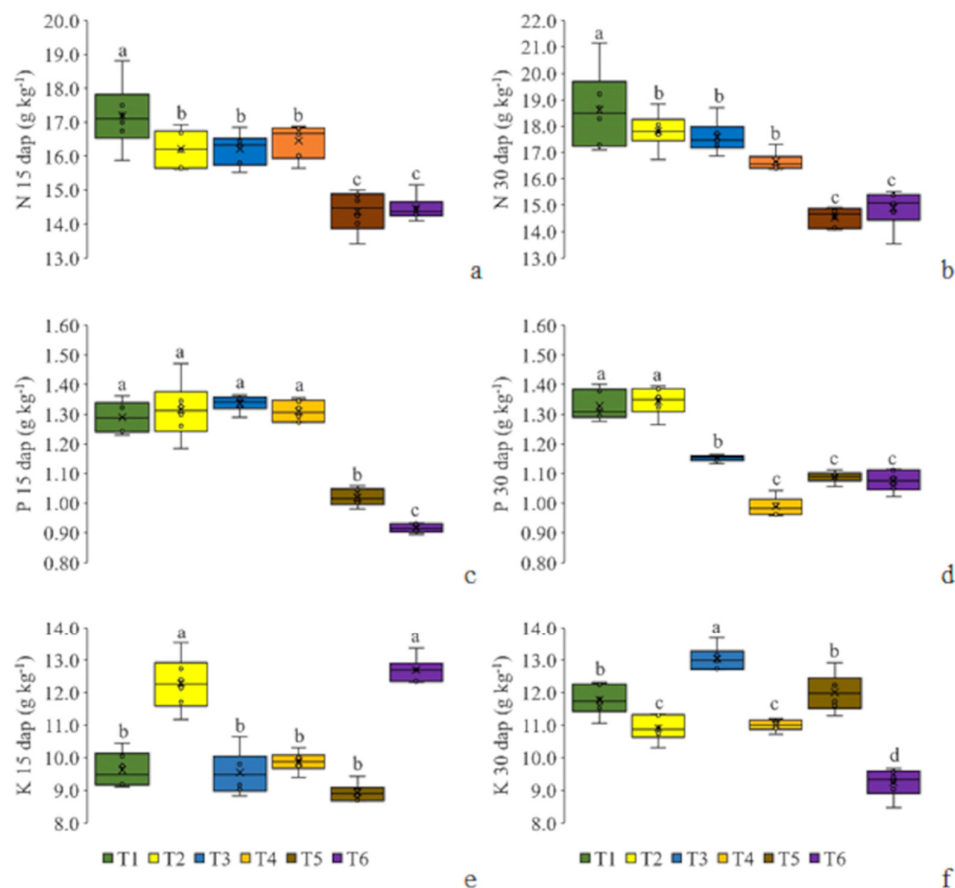 N 15 dap (g kg-1)
20.0
19.0
18.0
17.0
16.0
15.0
14.0
13.0
a
b
b
b
c
c
a
N 30 dap (g kg-1)
22.0
21.0
20.0
19.0
18.0
17.0
16.0
15.0
14.0
13.0
a
b
b
b
c
c
b
P 15 dap (g kg-1)
1.60
1.50
1.40
1.30
1.20
1.10
1.00
0.90
0.80
a
a
a
a
b
c
c
P 30 dap (g kg-1)
1.60
1.50
1.40
1.30
1.20
1.10
1.00
0.90
0.80
a
a
b
c
c
c
d
K 15 dap (g kg-1)
14.0
13.0
12.0
11.0
10.0
9.0
8.0
b
a
b
b
b
a
T1 T2 T3 T4 T5 T6
e
K 30 dap (g kg-1)
14.0
13.0
12.0
11.0
10.0
9.0
8.0
b
c
a
c
b
d
T1 T2 T3 T4 T5 T6
f